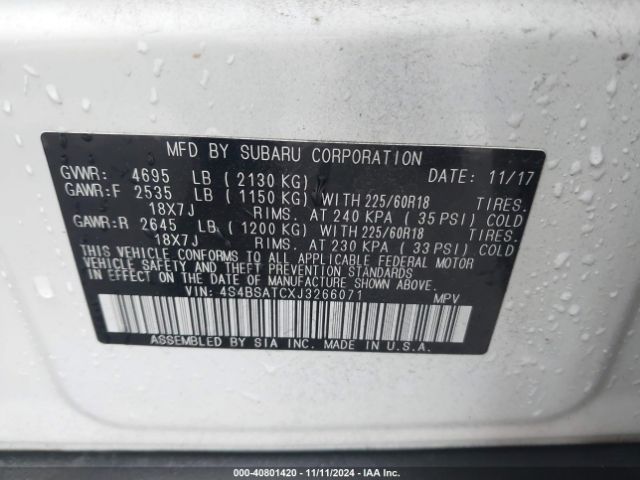 MFD BY SUBARU CORPORATION DATE: 11/17
GVWR: 4695 LB ( 2130 KG)
GAWR:F 2535 LB ( 1150 KG) WITH 225/60R18 TIRES.
18X7J RIMS. AT 240 KPA ( 35 PSI) COLD
GAWR:R 2645 LB ( 1200 KG) WITH 225/60R18 TIRES.
18X7J RIMS. AT 230 KPA ( 33 PSI) COLD
THIS VEHICLE CONFORMS TO ALL APPLICABLE FEDERAL MOTOR
VEHICLE SAFETY AND THEFT PREVENTION STANDARDS
IN EFFECT ON THE DATE OF MANUFACTURE SHOWN ABOVE.
VIN: 4S4BSATCXJ3266071 MPV
ASSEMBLED BY SIA INC. MADE IN U.S.A.
000-40801420 - 11/11/2024 - IAA Inc.